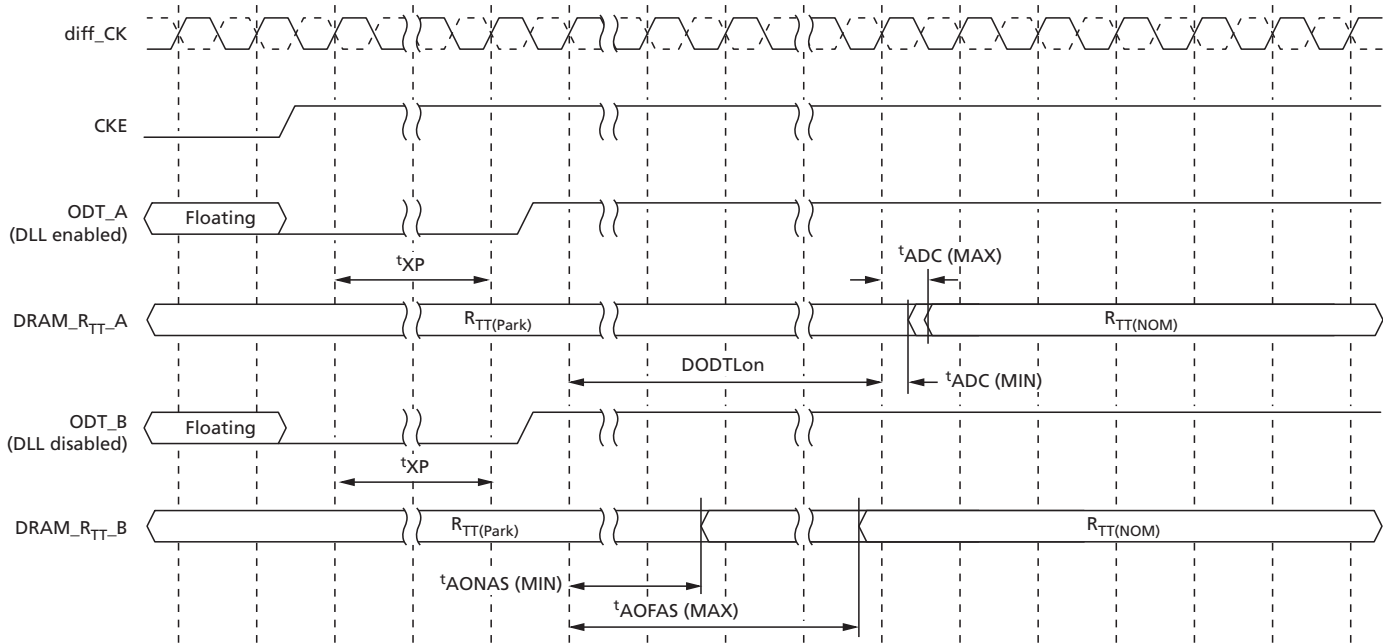 diff_CK
CKE
ODT_A
(DLL enabled)
Floating
tXP
tADC (MAX)
DRAM_RTT_A
RTT(Park)
RTT(NOM)
DODTLon
tADC (MIN)
ODT_B
(DLL disabled)
Floating
tXP
DRAM_RTT_B
RTT(Park)
RTT(NOM)
tAONAS (MIN)
tAOFAS (MAX)